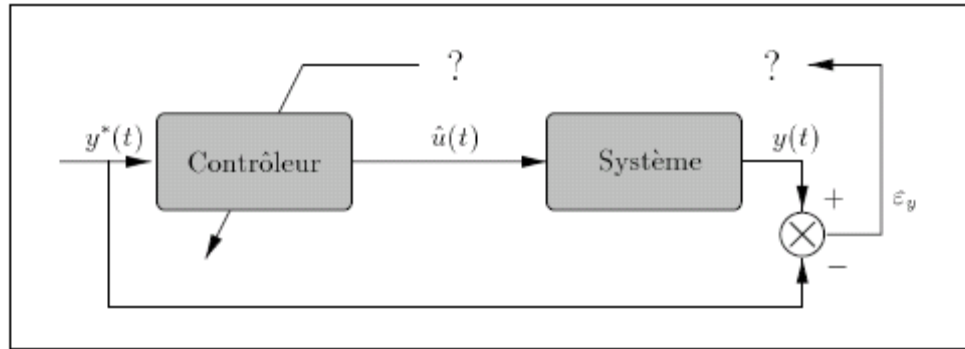 ? ?
y*(t) û(t) y(t)
Contrôleur Système
+
ε_y
−